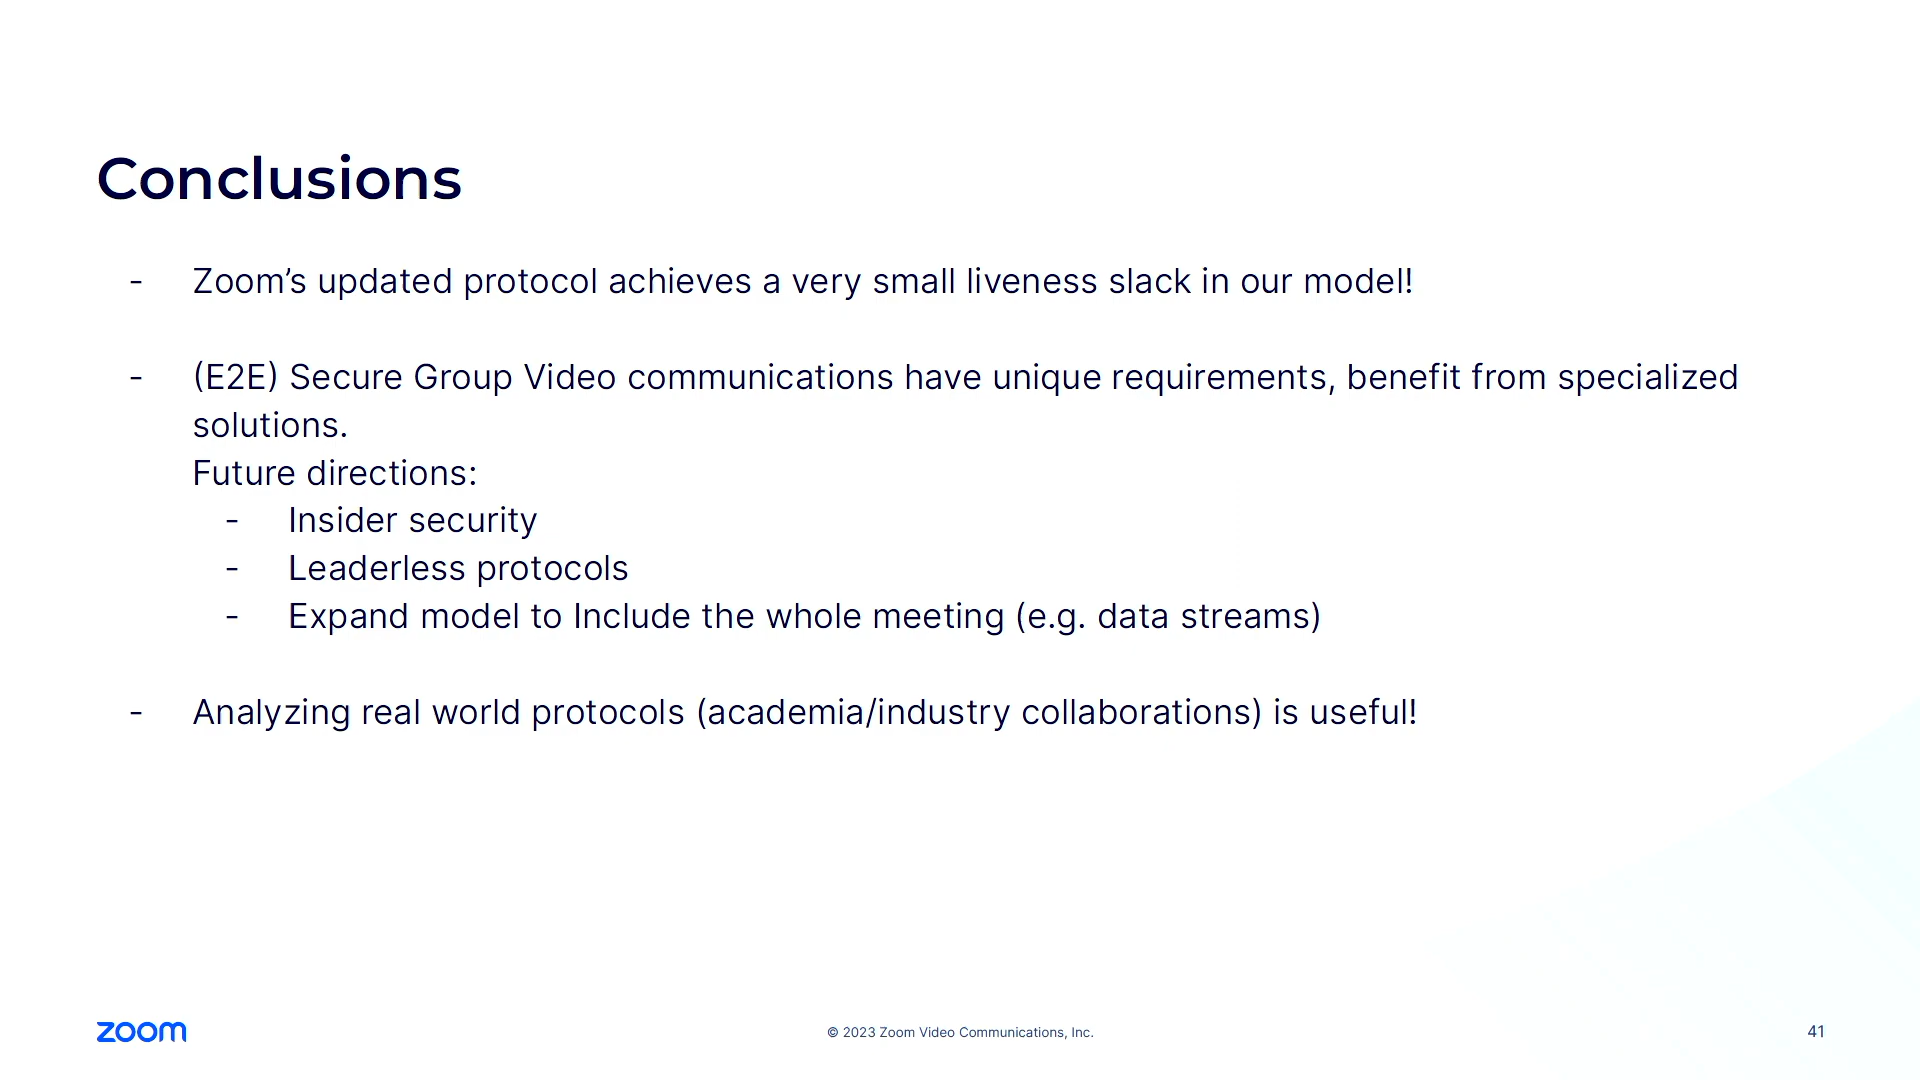 Conclusions
- Zoom’s updated protocol achieves a very small liveness slack in our model!
- (E2E) Secure Group Video communications have unique requirements, benefit from specialized
solutions.
Future directions:
- Insider security
- Leaderless protocols
- Expand model to Include the whole meeting (e.g. data streams)
- Analyzing real world protocols (academia/industry collaborations) is useful!
zoom
© 2023 Zoom Video Communications, Inc.
41